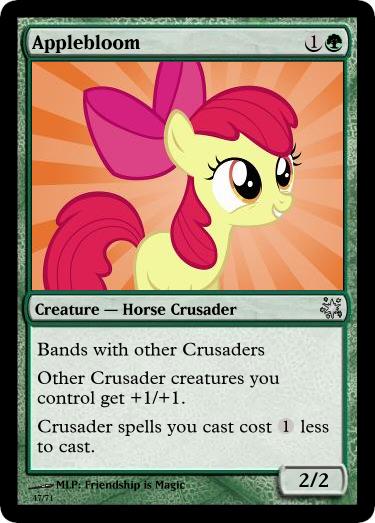 Applebloom 1
Creature — Horse Crusader
Bands with other Crusaders
Other Crusader creatures you
control get +1/+1.
Crusader spells you cast cost 1 less
to cast.
MLP: Friendship is Magic
2/2